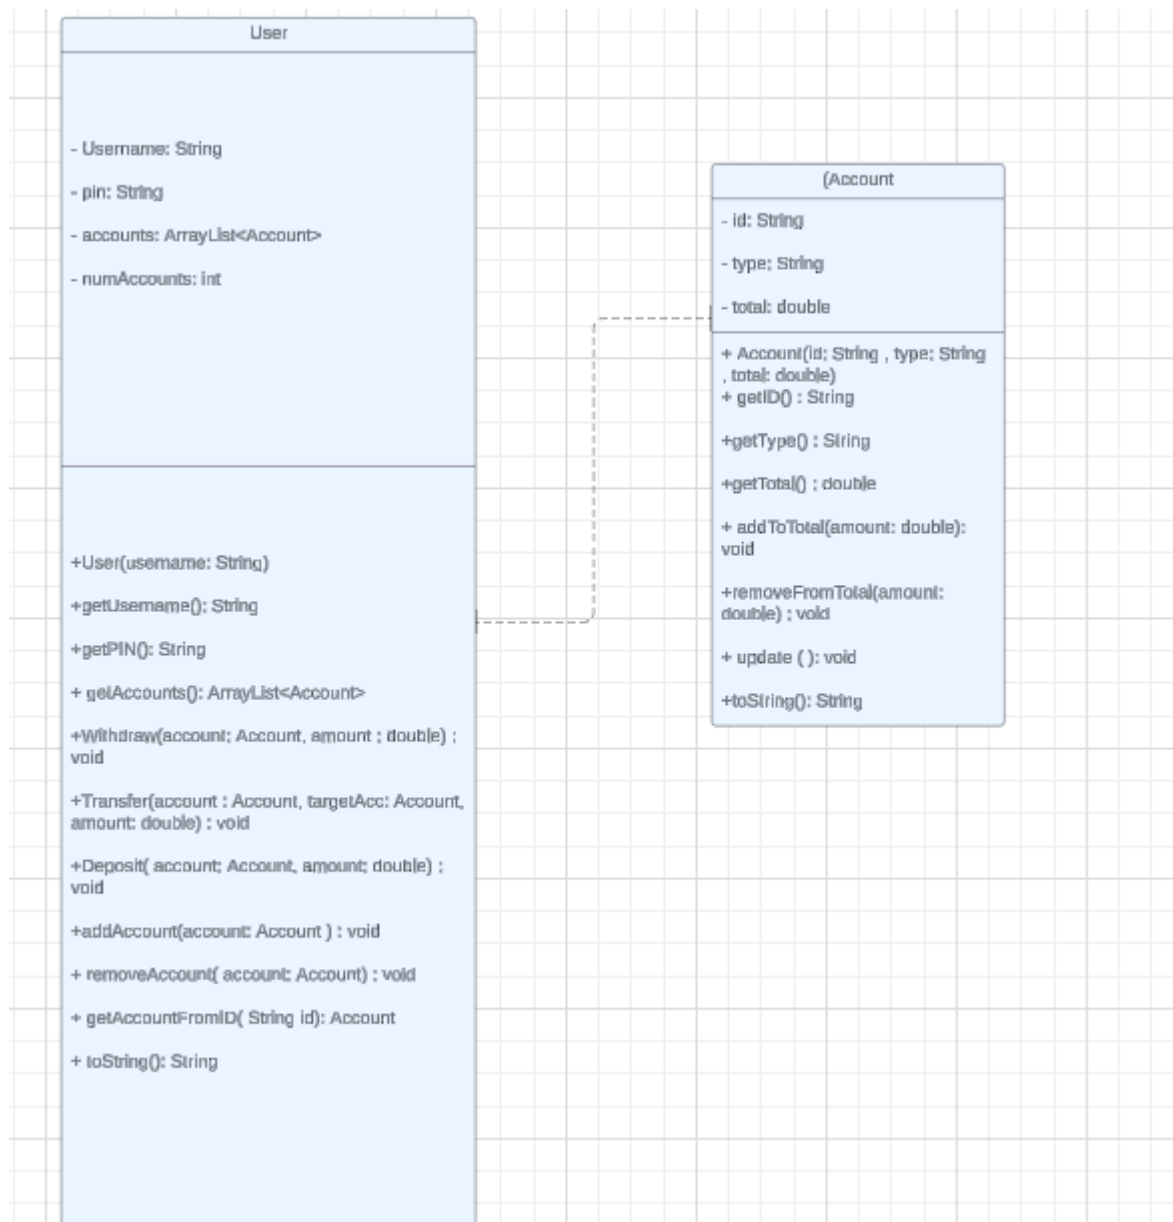 User
- Username: String
- pin: String
- accounts: ArrayList<Account>
- numAccounts: int
+User(username: String)
+getUsername(): String
+getPIN(): String
+ getAccounts(): ArrayList<Account>
+Withdraw(account: Account, amount : double) :
void
+Transfer(account : Account, targetAcc: Account,
amount: double) : void
+Deposit( account: Account, amount: double) :
void
+addAccount(account: Account ) : void
+ removeAccount( account: Account) : void
+ getAccountFromID( String id): Account
+ toString(): String
(Account
- id: String
- type: String
- total: double
+ Account(id: String , type: String
, total: double)
+ getID() : String
+getType() : String
+getTotal() : double
+ addToTotal(amount: double):
void
+removeFromTotal(amount:
double) : void
+ update ( ): void
+toString(): String